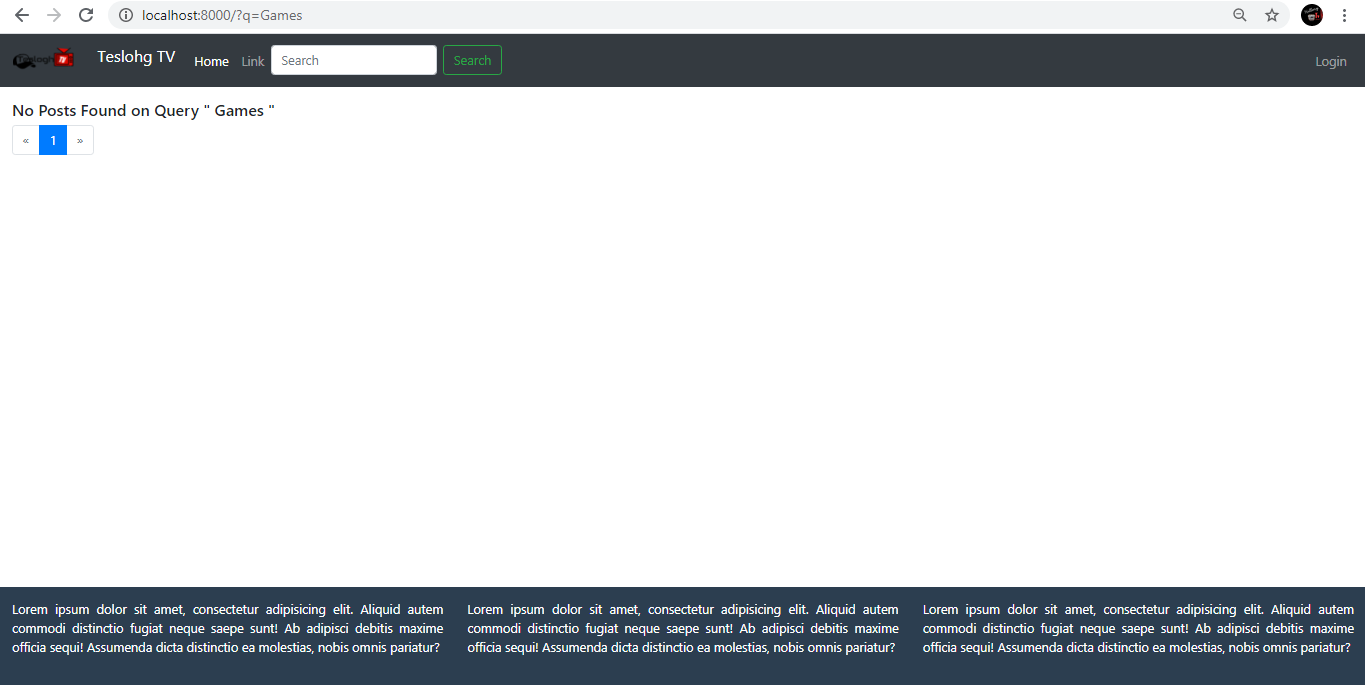 localhost:8000/?q=Games
Teslohg TV Home Link Search Search Login
No Posts Found on Query " Games "
« 1 »
Lorem ipsum dolor sit amet, consectetur adipisicing elit. Aliquid autem
commodi distinctio fugiat neque saepe sunt! Ab adipisci debitis maxime
officia sequi! Assumenda dicta distinctio ea molestias, nobis omnis pariatur?
Lorem ipsum dolor sit amet, consectetur adipisicing elit. Aliquid autem
commodi distinctio fugiat neque saepe sunt! Ab adipisci debitis maxime
officia sequi! Assumenda dicta distinctio ea molestias, nobis omnis pariatur?
Lorem ipsum dolor sit amet, consectetur adipisicing elit. Aliquid autem
commodi distinctio fugiat neque saepe sunt! Ab adipisci debitis maxime
officia sequi! Assumenda dicta distinctio ea molestias, nobis omnis pariatur?